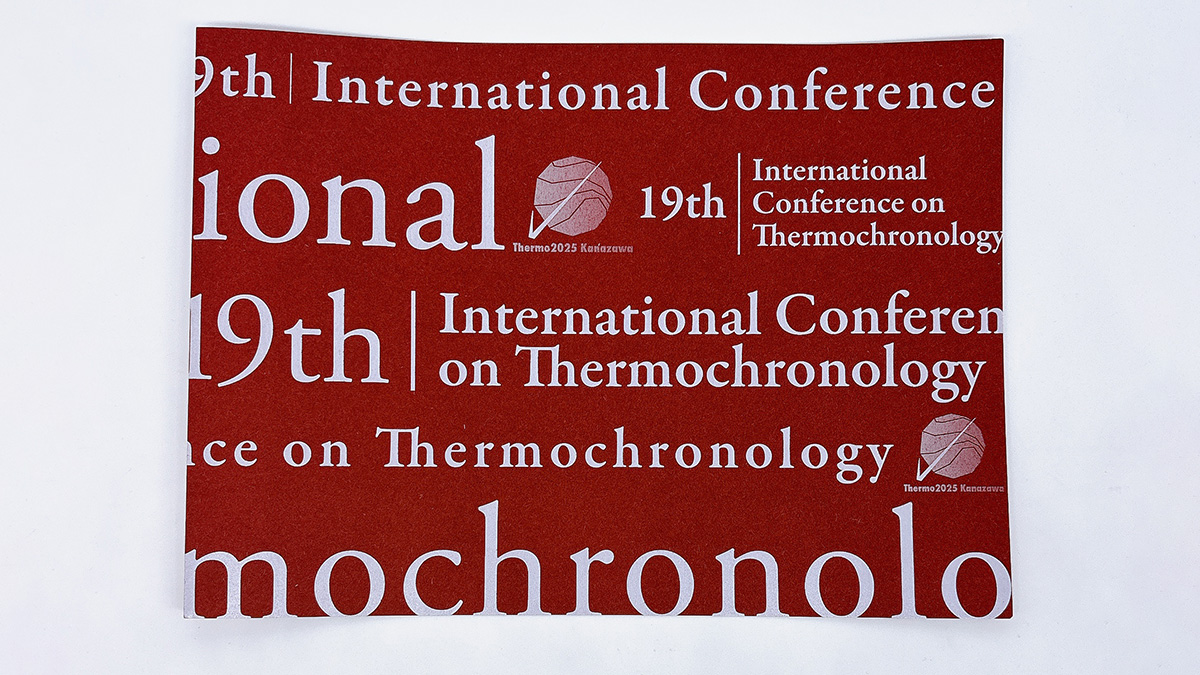 9th | International Conference
ional
Thermo2025 Kanazawa
19th | International
Conference on
Thermochronology
19th | International Conferen
on Thermochronology
nce on Thermochronology
Thermo2025 Kanazawa
mochronolo